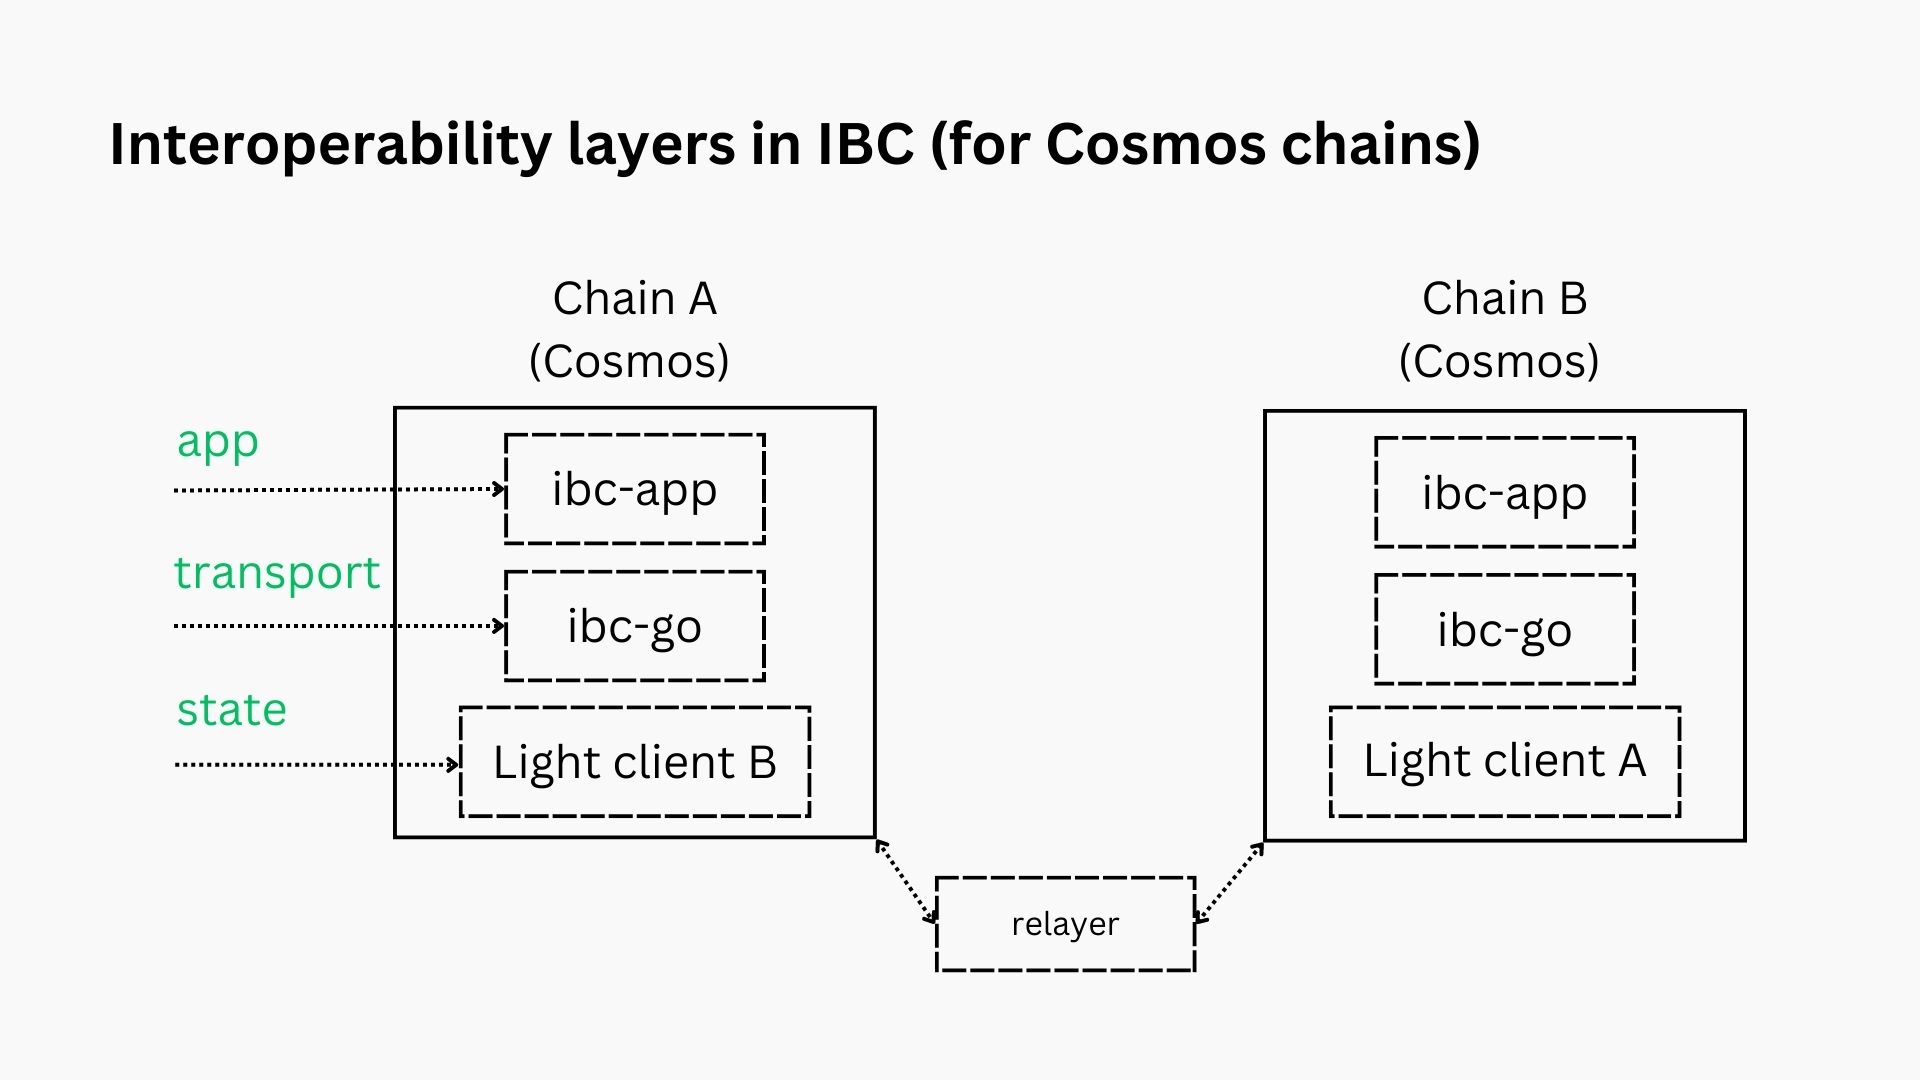 Interoperability layers in IBC (for Cosmos chains)
Chain A
(Cosmos)
Chain B
(Cosmos)
app
ibc-app
transport
ibc-go
state
Light client B
ibc-app
ibc-go
Light client A
relayer